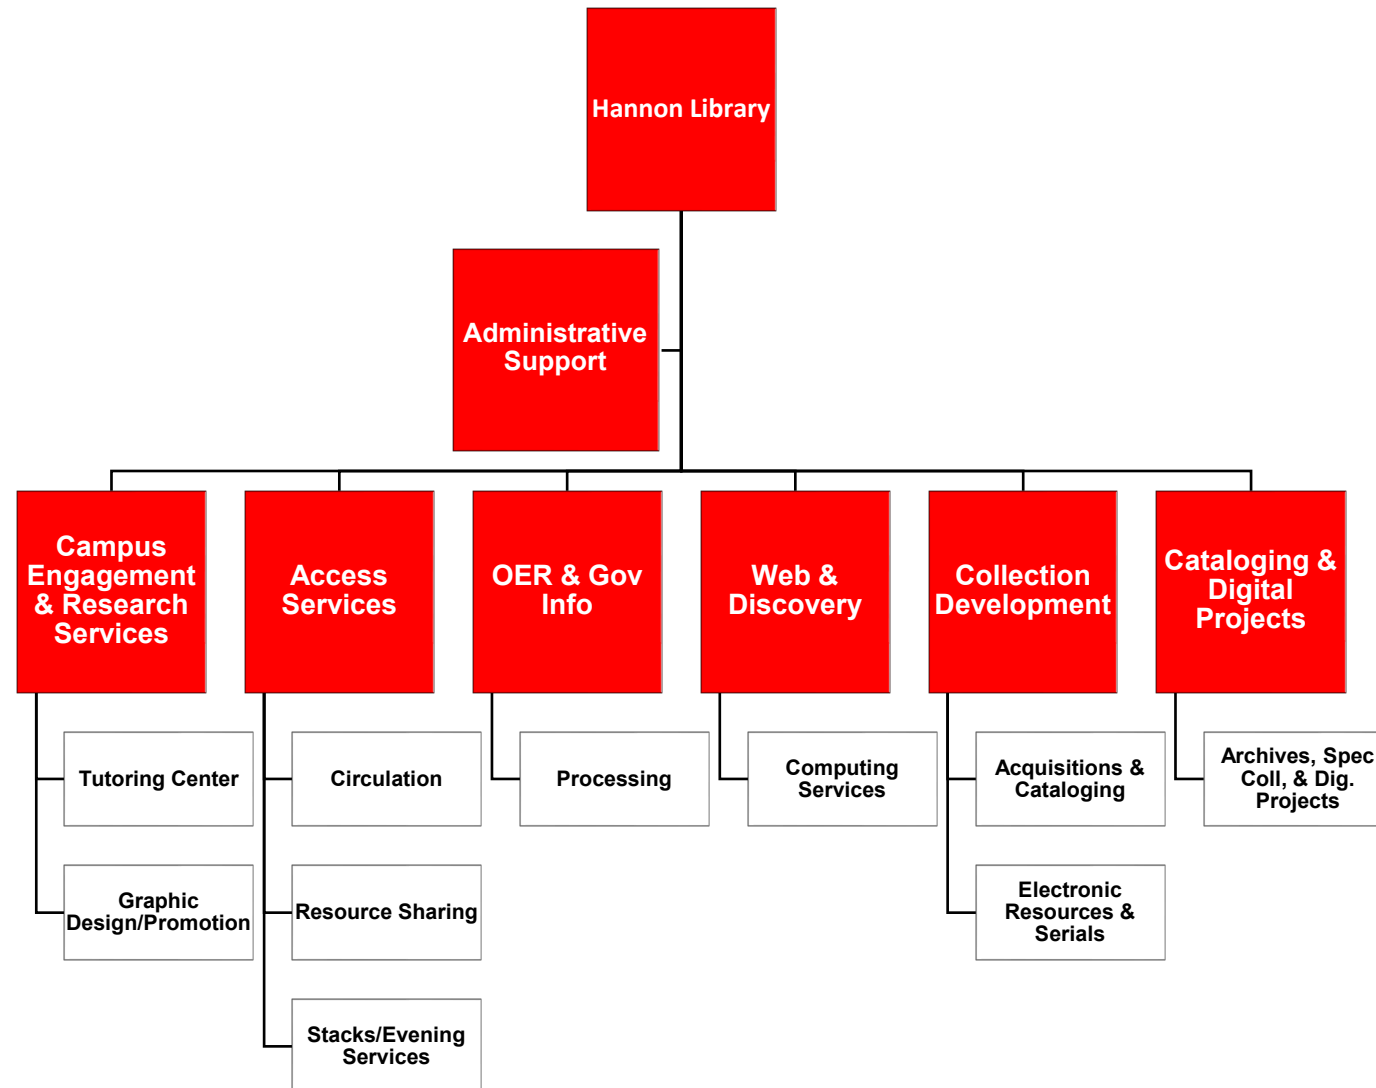 Hannon Library
Administrative
Support
Campus
Engagement
& Research
Services
Access
Services
OER & Gov
Info
Web &
Discovery
Collection
Development
Cataloging &
Digital
Projects
Tutoring Center
Circulation
Processing
Computing
Services
Acquisitions &
Cataloging
Archives, Spec
Coll, & Dig.
Projects
Graphic
Design/Promotion
Resource Sharing
Electronic
Resources &
Serials
Stacks/Evening
Services